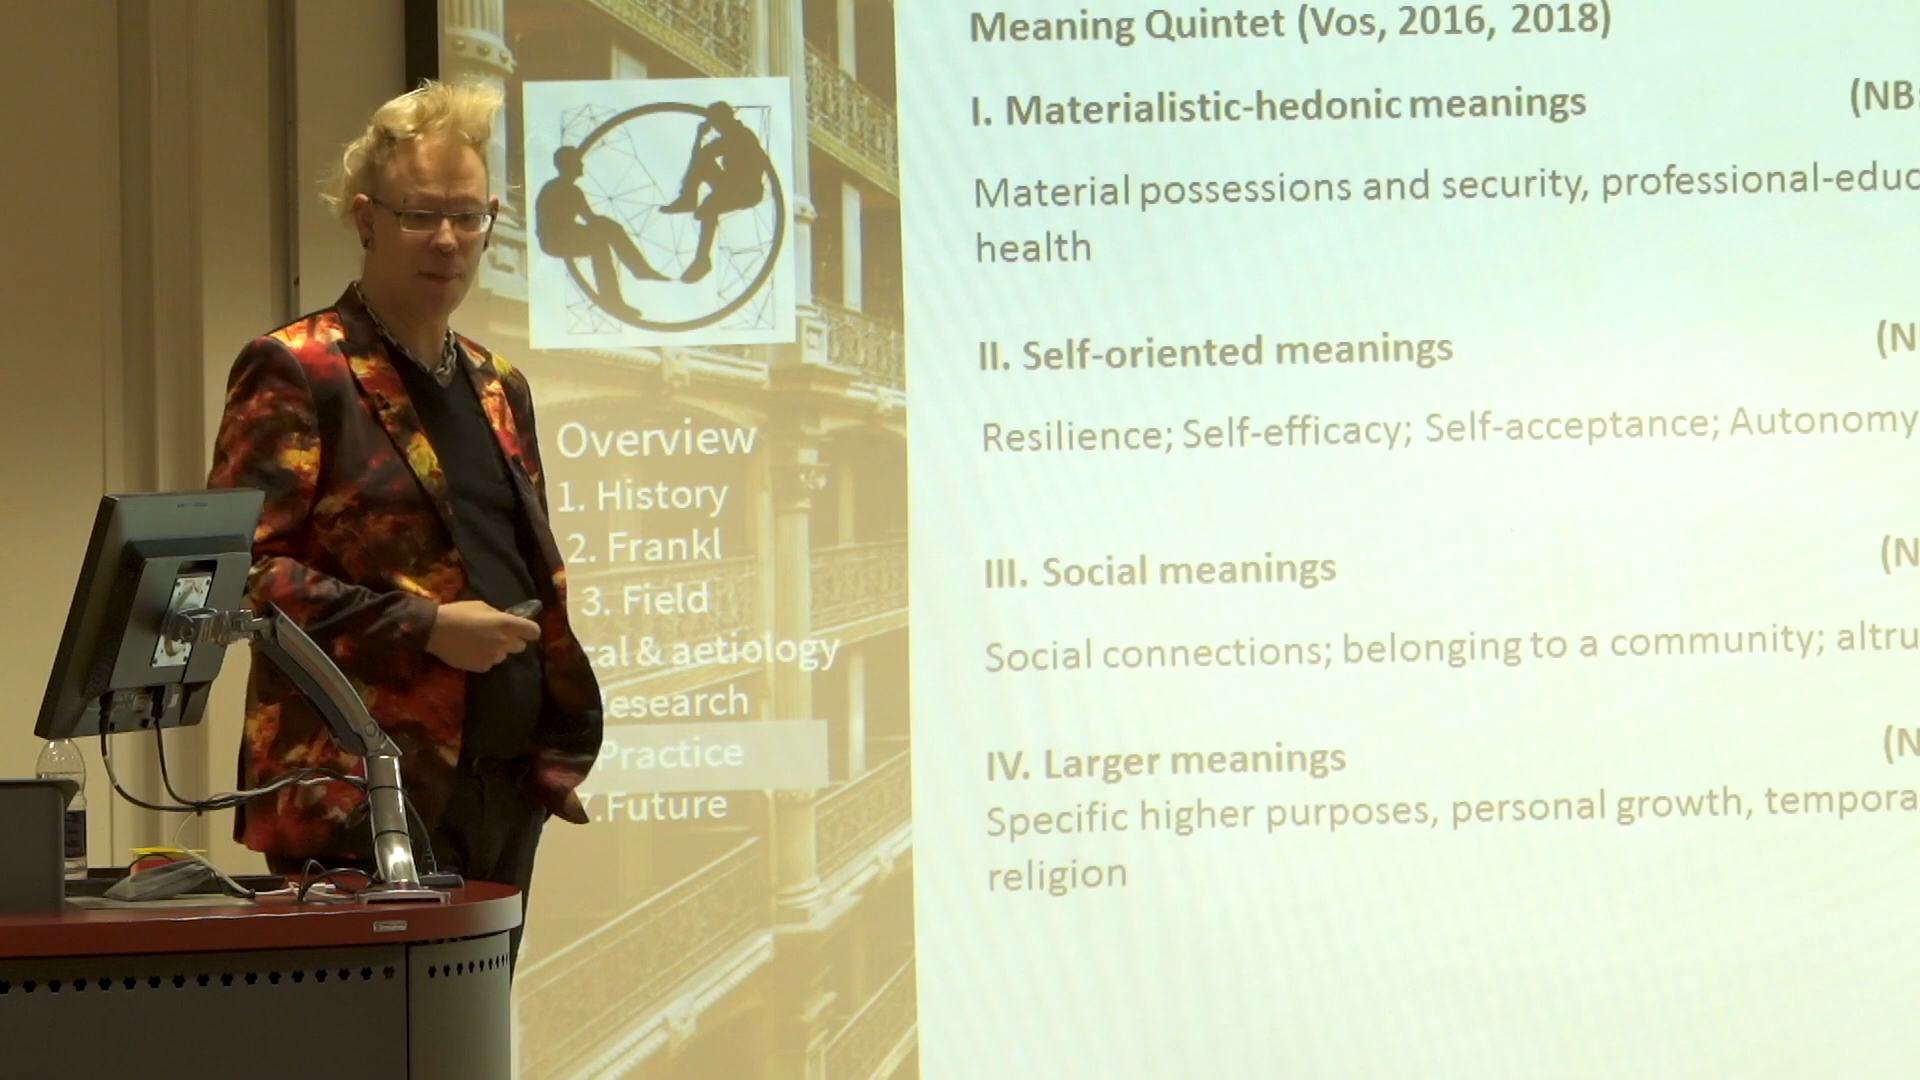 Meaning Quintet (Vos, 2016, 2018)
I. Materialistic-hedonic meanings (NB
Material possessions and security, professional-educ
health
II. Self-oriented meanings (N
Resilience; Self-efficacy; Self-acceptance; Autonomy
III. Social meanings (N
Social connections; belonging to a community; altru
IV. Larger meanings (N
Specific higher purposes, personal growth, tempora
religion
Overview
1. History
2. Frankl
3. Field
cal & aetiology
esearch
Practice
7.Future